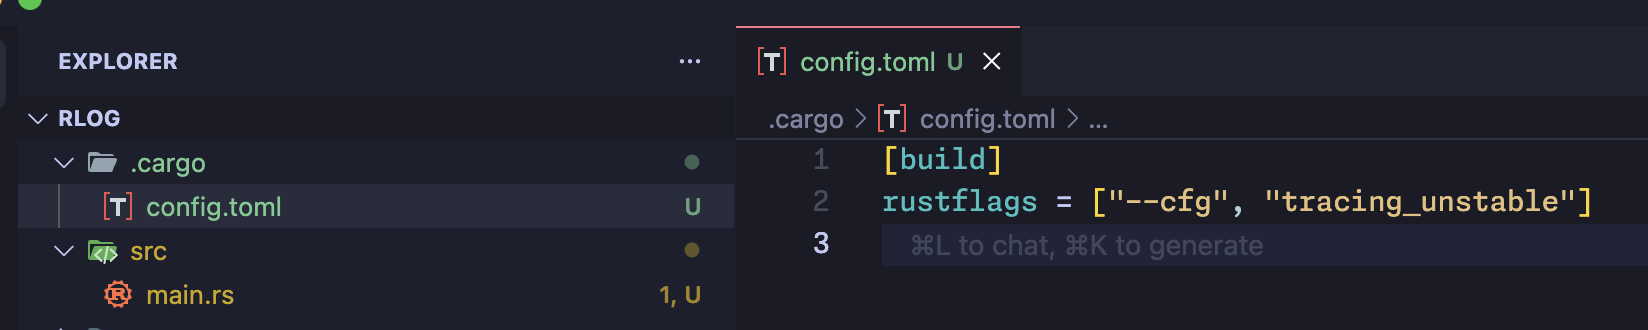 EXPLORER
...
RLOG
.cargo
config.toml U
src
main.rs 1, U
config.toml U
.cargo > config.toml > ...
1 [build]
2 rustflags = ["--cfg", "tracing_unstable"]
3 ⌘L to chat, ⌘K to generate